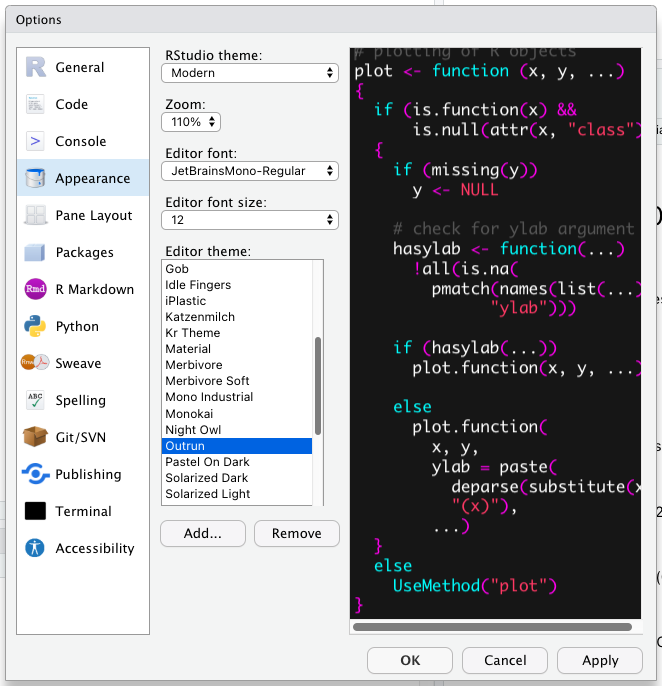 Options
General
Code
Console
Appearance
Pane Layout
Packages
R Markdown
Python
Sweave
Spelling
Git/SVN
Publishing
Terminal
Accessibility
RStudio theme:
Modern
Zoom:
110%
Editor font:
JetBrainsMono-Regular
Editor font size:
12
Editor theme:
Gob
Idle Fingers
iPlastic
Katzenmilch
Kr Theme
Material
Merbivore
Merbivore Soft
Mono Industrial
Monokai
Night Owl
Outrun
Pastel On Dark
Solarized Dark
Solarized Light
Add...
Remove
# plotting of R objects
plot <- function (x, y, ...)
{
if (is.function(x) &&
is.null(attr(x, "class")
{
if (missing(y))
y <- NULL
# check for ylab argument
hasylab <- function(...)
!all(is.na(
pmatch(names(list(...)
"ylab")))
if (hasylab(...))
plot.function(x, y, ...
else
plot.function(
x, y,
ylab = paste(
deparse(substitute(x
"(x)"),
...)
}
else
UseMethod("plot")
}
OK
Cancel
Apply